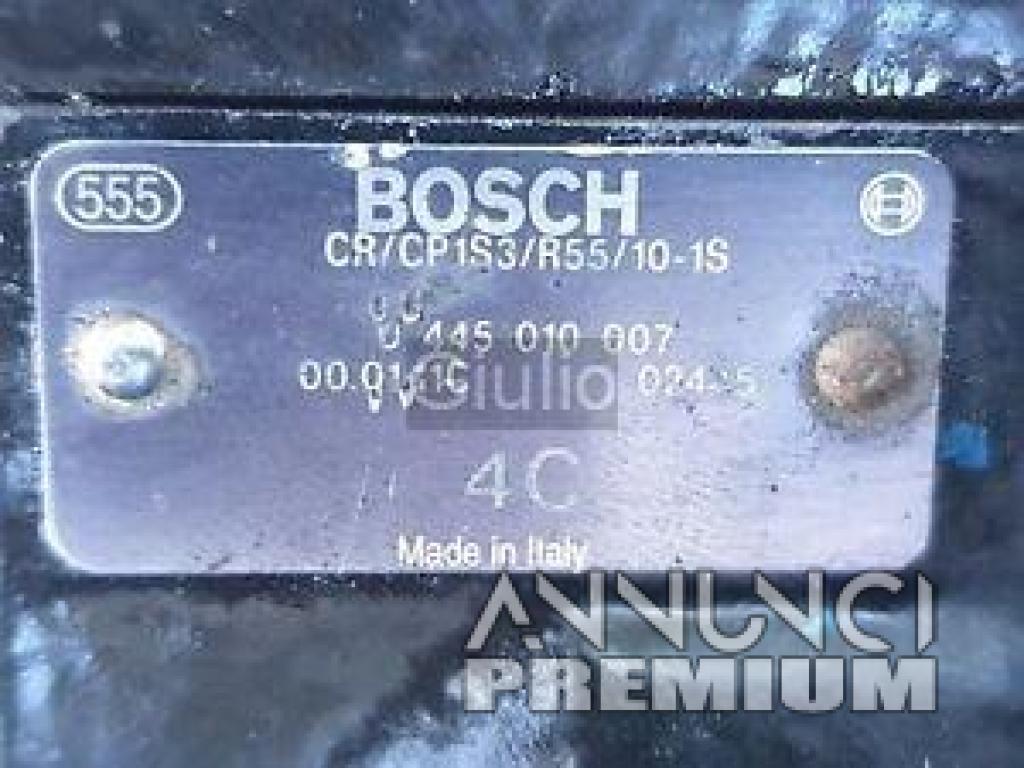 555
BOSCH
CR/CP1S3/R55/10-1S
0 445 010 007
Giulio
4C
Made in Italy
ANNUNCI
PREMIUM